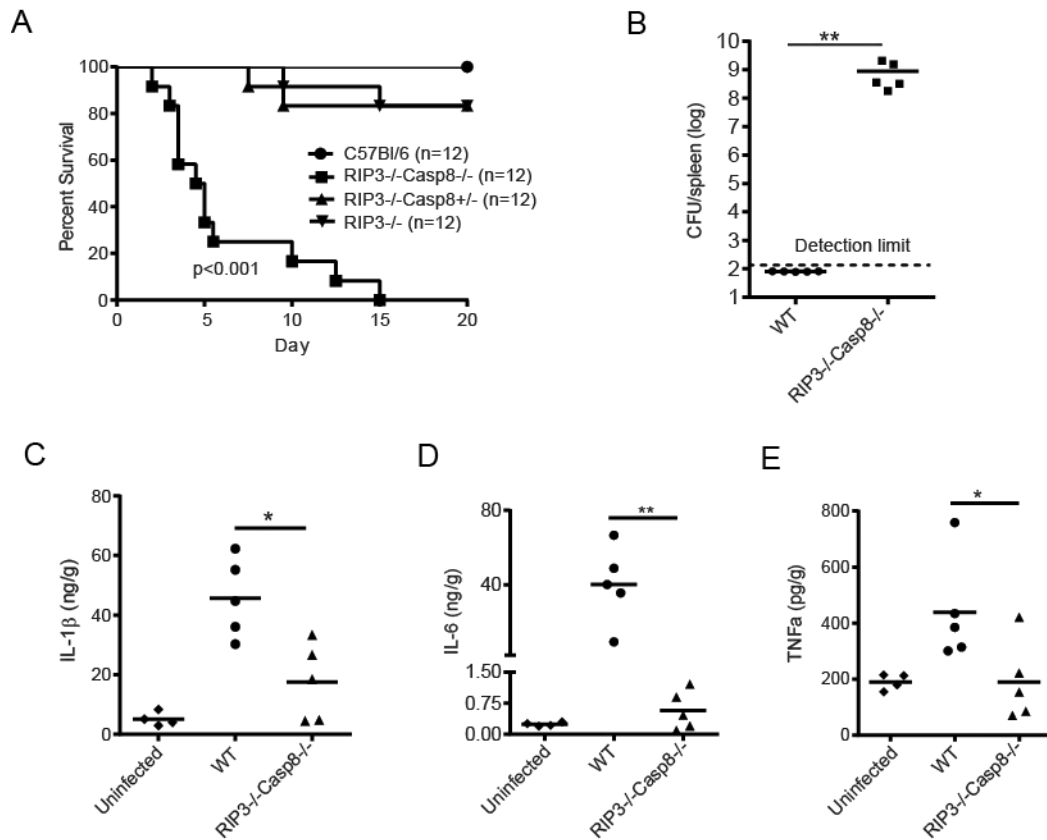 A
100
80
60
40
20
0
Percent Survival
0 5 10 15 20
Day
C57Bl/6 (n=12)
RIP3-/-Casp8-/- (n=12)
RIP3-/-Casp8+/- (n=12)
RIP3-/- (n=12)
p<0.001
B
**
10
9
8
7
6
5
4
3
2
1
CFU/spleen (log)
Detection limit
WT
RIP3-/-Casp8-/-
C
*
80
60
40
20
0
IL-1β (ng/g)
Uninfected
WT
RIP3-/-Casp8-/-
D
**
80
40
1.50
0.75
0.00
IL-6 (ng/g)
Uninfected
WT
RIP3-/-Casp8-/-
E
*
800
600
400
200
0
TNFa (pg/g)
Uninfected
WT
RIP3-/-Casp8-/-